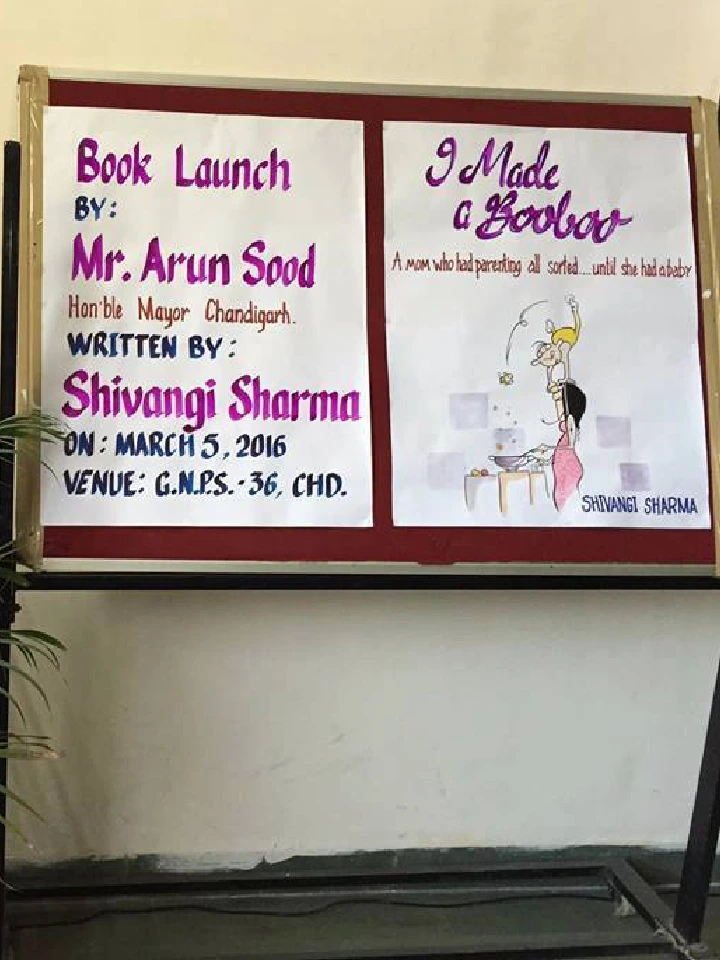 Book Launch
BY:
Mr. Arun Sood
Hon'ble Mayor Chandigarh.
WRITTEN BY:
Shivangi Sharma
ON: MARCH 5, 2016
VENUE: G.N.P.S.-36, CHD.
I Made
a Booboo
A mom who had parenting all sorted....until she had a baby
SHIVANGI SHARMA